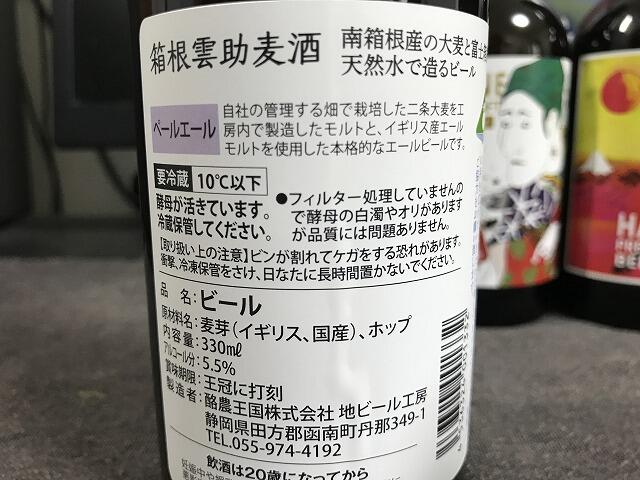 箱根雲助麦酒
南箱根産の大麦と富士
天然水で造るビール
ペールエール
自社の管理する畑で栽培した二条大麦を工
房内で製造したモルトと、イギリス産エール
モルトを使用した本格的なエールビールです。
要冷蔵 10℃以下
酵母が活きています。
冷蔵保管してください。
●フィルター処理していませんの
で酵母の白濁やオリがあります
が品質には問題ありません。
【取り扱い上の注意】ビンが割れてケガをする恐れがあります。
衝撃、冷凍保管をさけ、日なたに長時間置かないでください。
品 名：ビール
原材料名：麦芽（イギリス、国産）、ホップ
内容量：330㎖
アルコール分：5.5%
賞味期限：王冠に打刻
製造者：酪農王国株式会社 地ビール工房
静岡県田方郡函南町丹那349-1
TEL.055-974-4192
飲酒は20歳になってから